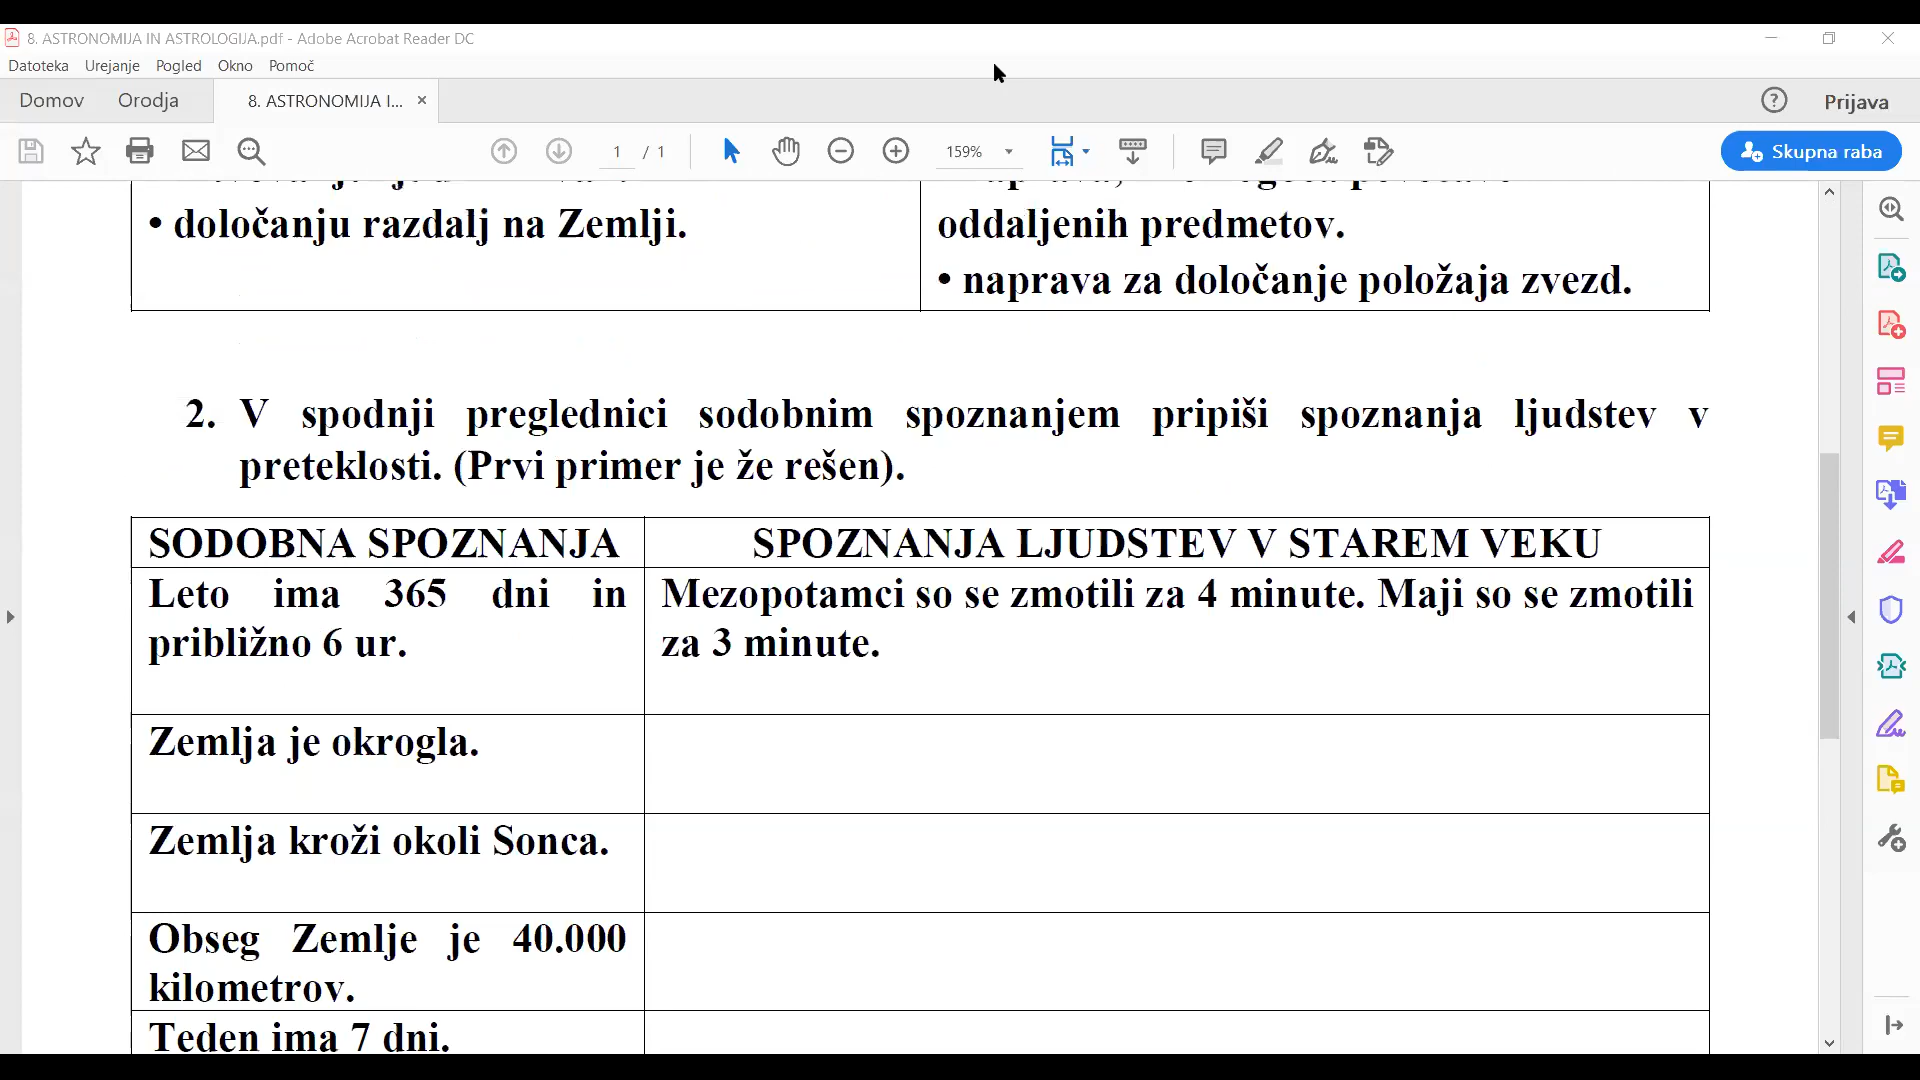 8. ASTRONOMIJA IN ASTROLOGIJA.pdf - Adobe Acrobat Reader DC
Datoteka Urejanje Pogled Okno Pomoč
Domov Orodja 8. ASTRONOMIJA I... × ? Prijava
1 / 1 159% Skupna raba
• določanju razdalj na Zemlji.
oddaljenih predmetov.
• naprava za določanje položaja zvezd.
2. V spodnji preglednici sodobnim spoznanjem pripiši spoznanja ljudstev v
preteklosti. (Prvi primer je že rešen).
SODOBNA SPOZNANJA
SPOZNANJA LJUDSTEV V STAREM VEKU
Leto ima 365 dni in
približno 6 ur.
Mezopotamci so se zmotili za 4 minute. Maji so se zmotili
za 3 minute.
Zemlja je okrogla.
Zemlja kroži okoli Sonca.
Obseg Zemlje je 40.000
kilometrov.
Teden ima 7 dni.